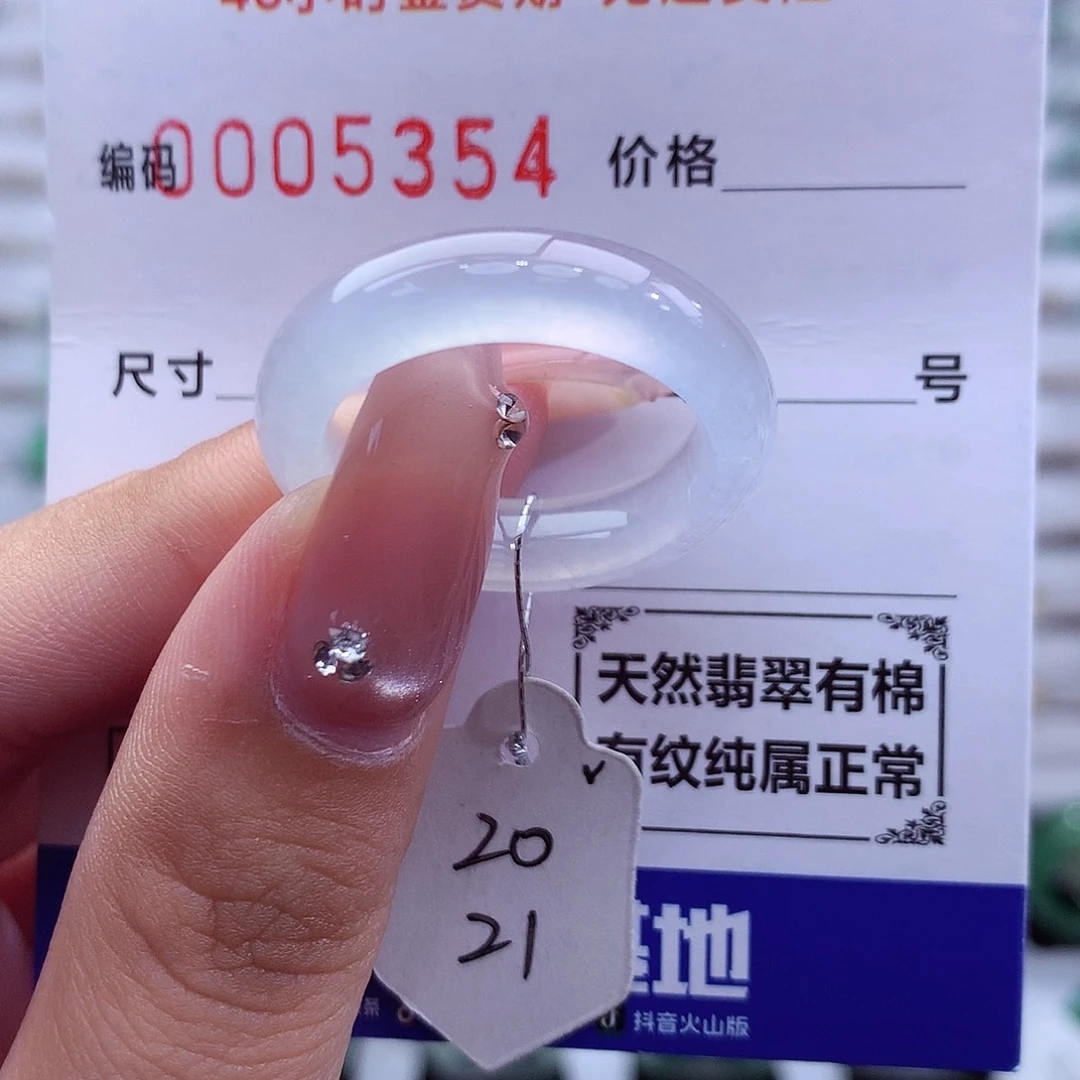 编码0005354 价格
尺寸 号
天然翡翠有棉
有纹纯属正常
20
21
基地
抖音火山版